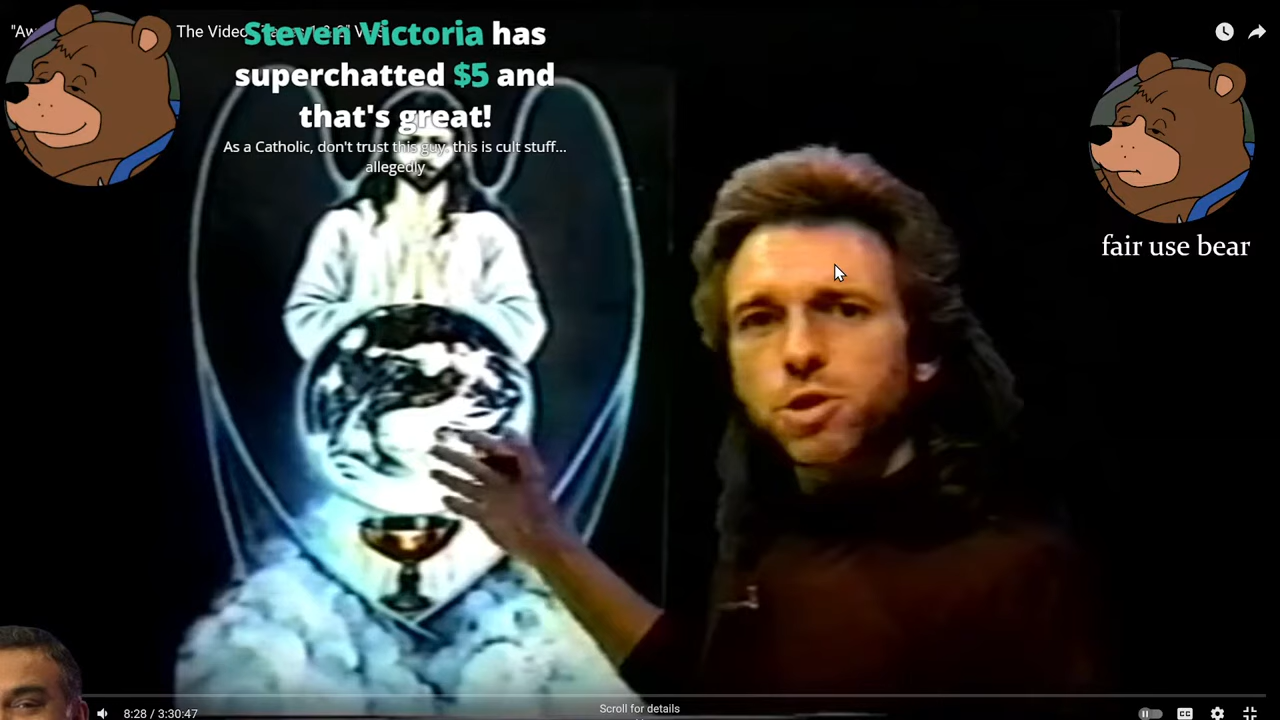 "Aw
The Video
Steven Victoria has
superchatted $5 and
that's great!
As a Catholic, don't trust this guy, this is cult stuff...
allegedly
fair use bear
8:28 / 3:30:47
Scroll for details
CC